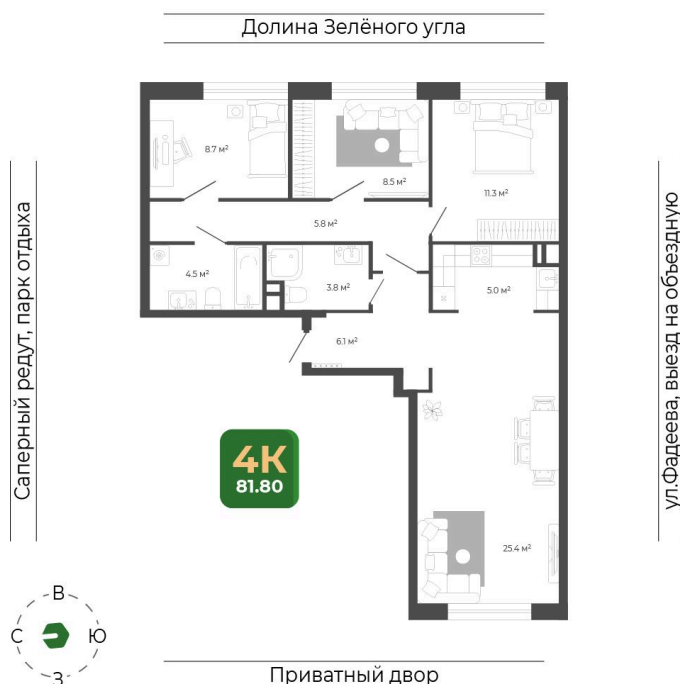 Долина Зелёного угла
Саперный редут, парк отдыха
ул.Фадеева, выезд на объездную
8.7 м²
8.5 м²
11.3 м²
5.8 м²
4.5 м²
3.8 м²
5.0 м²
6.1 м²
4К
81.80
25.4 м²
В
С
Ю
З
Приватный двор